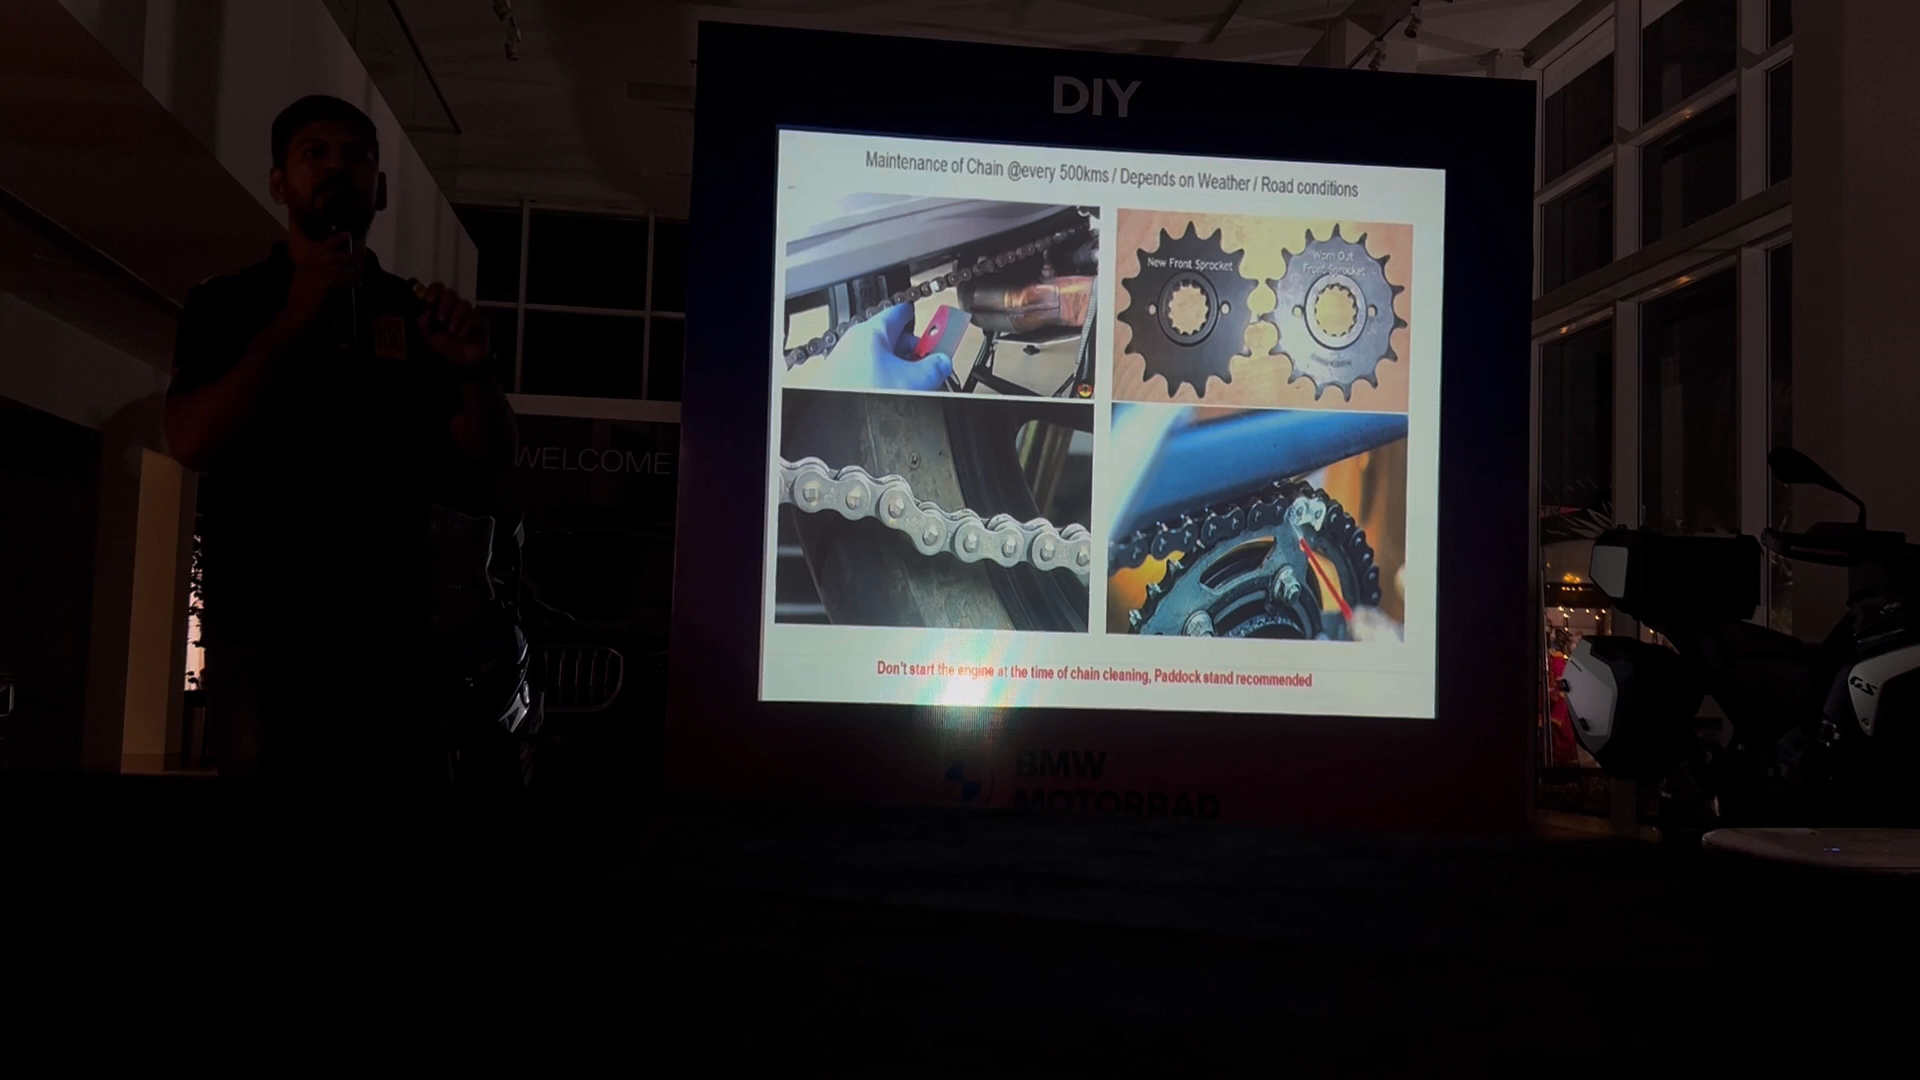 DIY
Maintenance of Chain @every 500kms / Depends on Weather / Road conditions
New Front Sprocket
Worn Out
Front Sprocket
Don't start the engine at the time of chain cleaning, Paddock stand recommended
WELCOME
BMW
MOTORRAD
GS